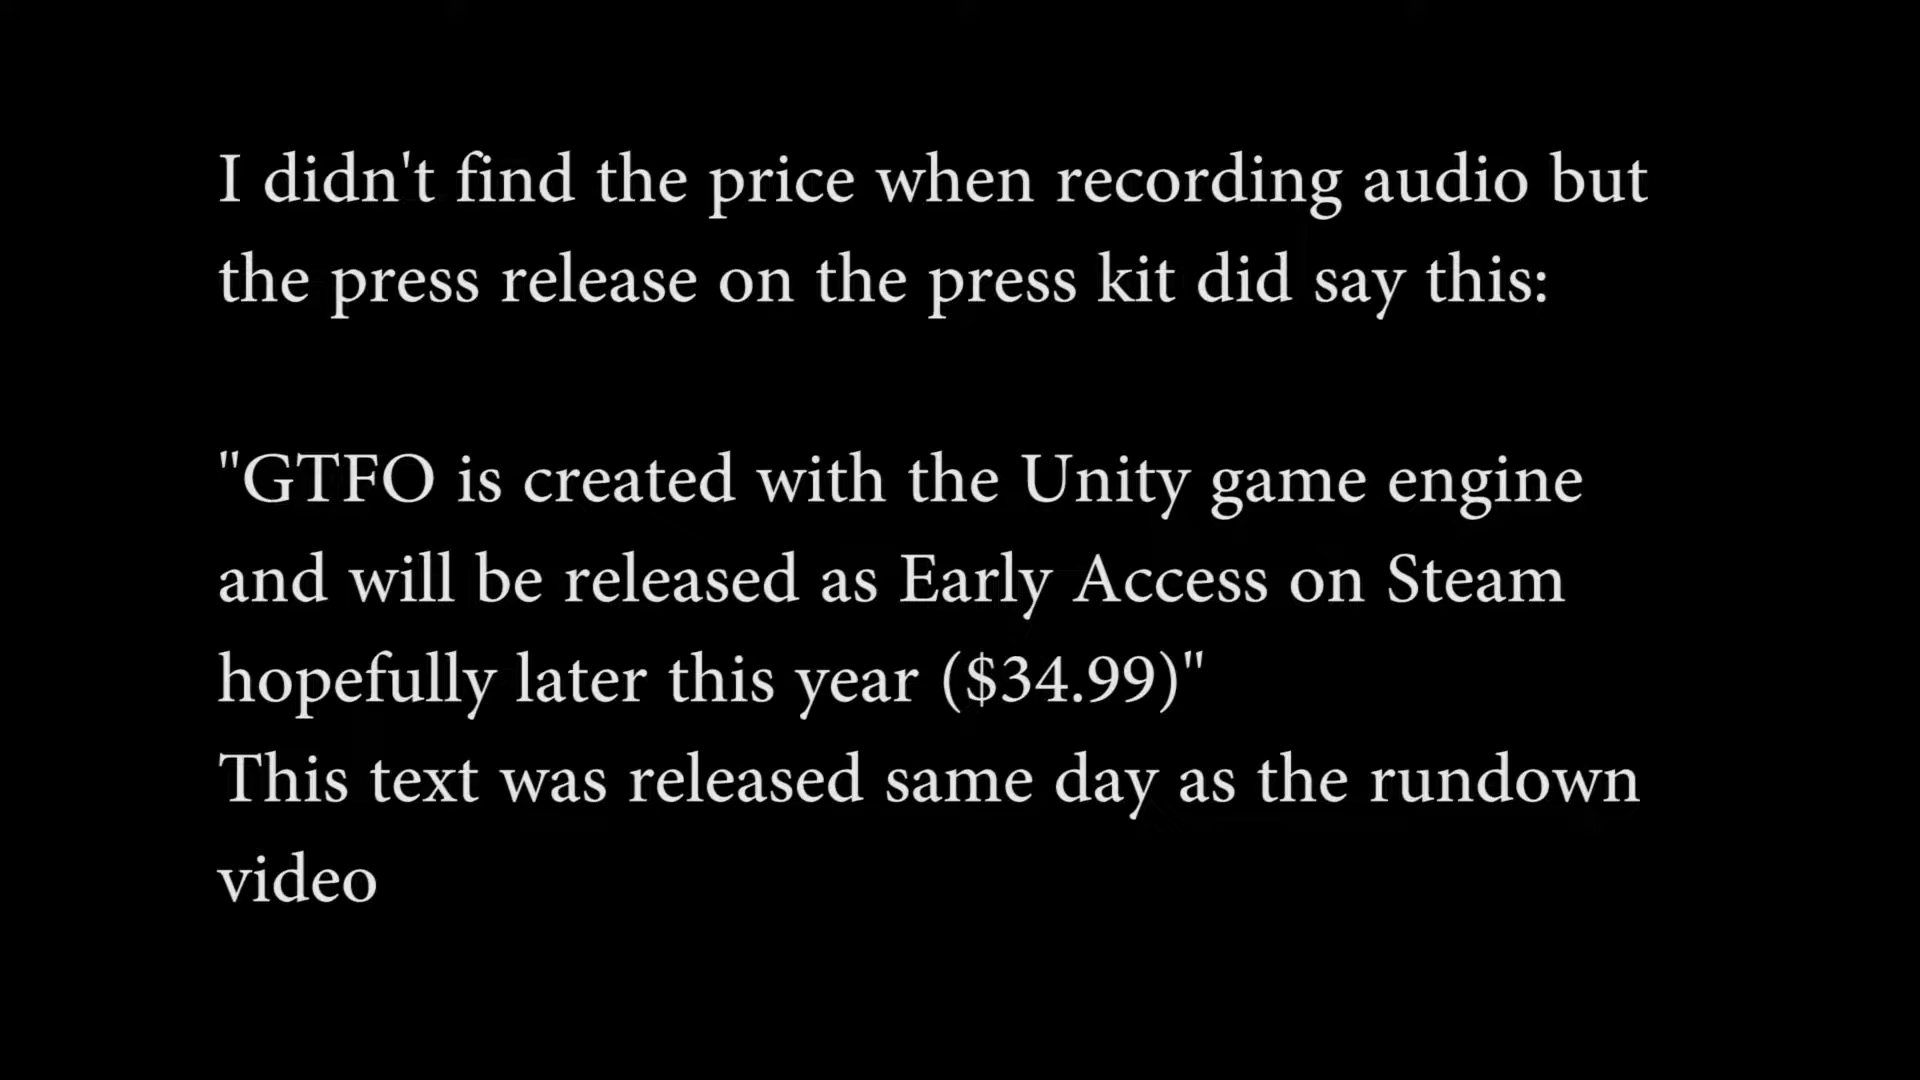 I didn't find the price when recording audio but
the press release on the press kit did say this:
"GTFO is created with the Unity game engine
and will be released as Early Access on Steam
hopefully later this year ($34.99)"
This text was released same day as the rundown
video